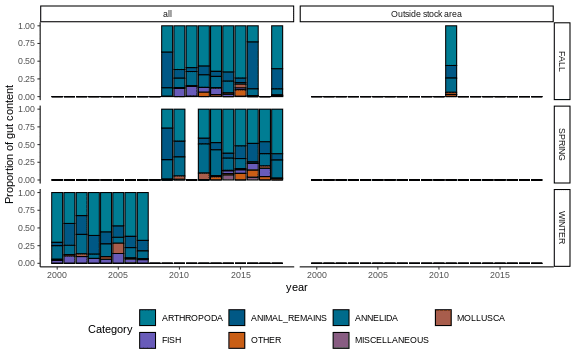 all Outside stock area
1.00
0.75
0.50
0.25
0.00
FALL
1.00
0.75
0.50
0.25
0.00
SPRING
1.00
0.75
0.50
0.25
0.00
WINTER
Proportion of gut content
2000 2005 2010 2015 2000 2005 2010 2015
year
Category
ARTHROPODA ANIMAL_REMAINS ANNELIDA MOLLUSCA
FISH OTHER MISCELLANEOUS